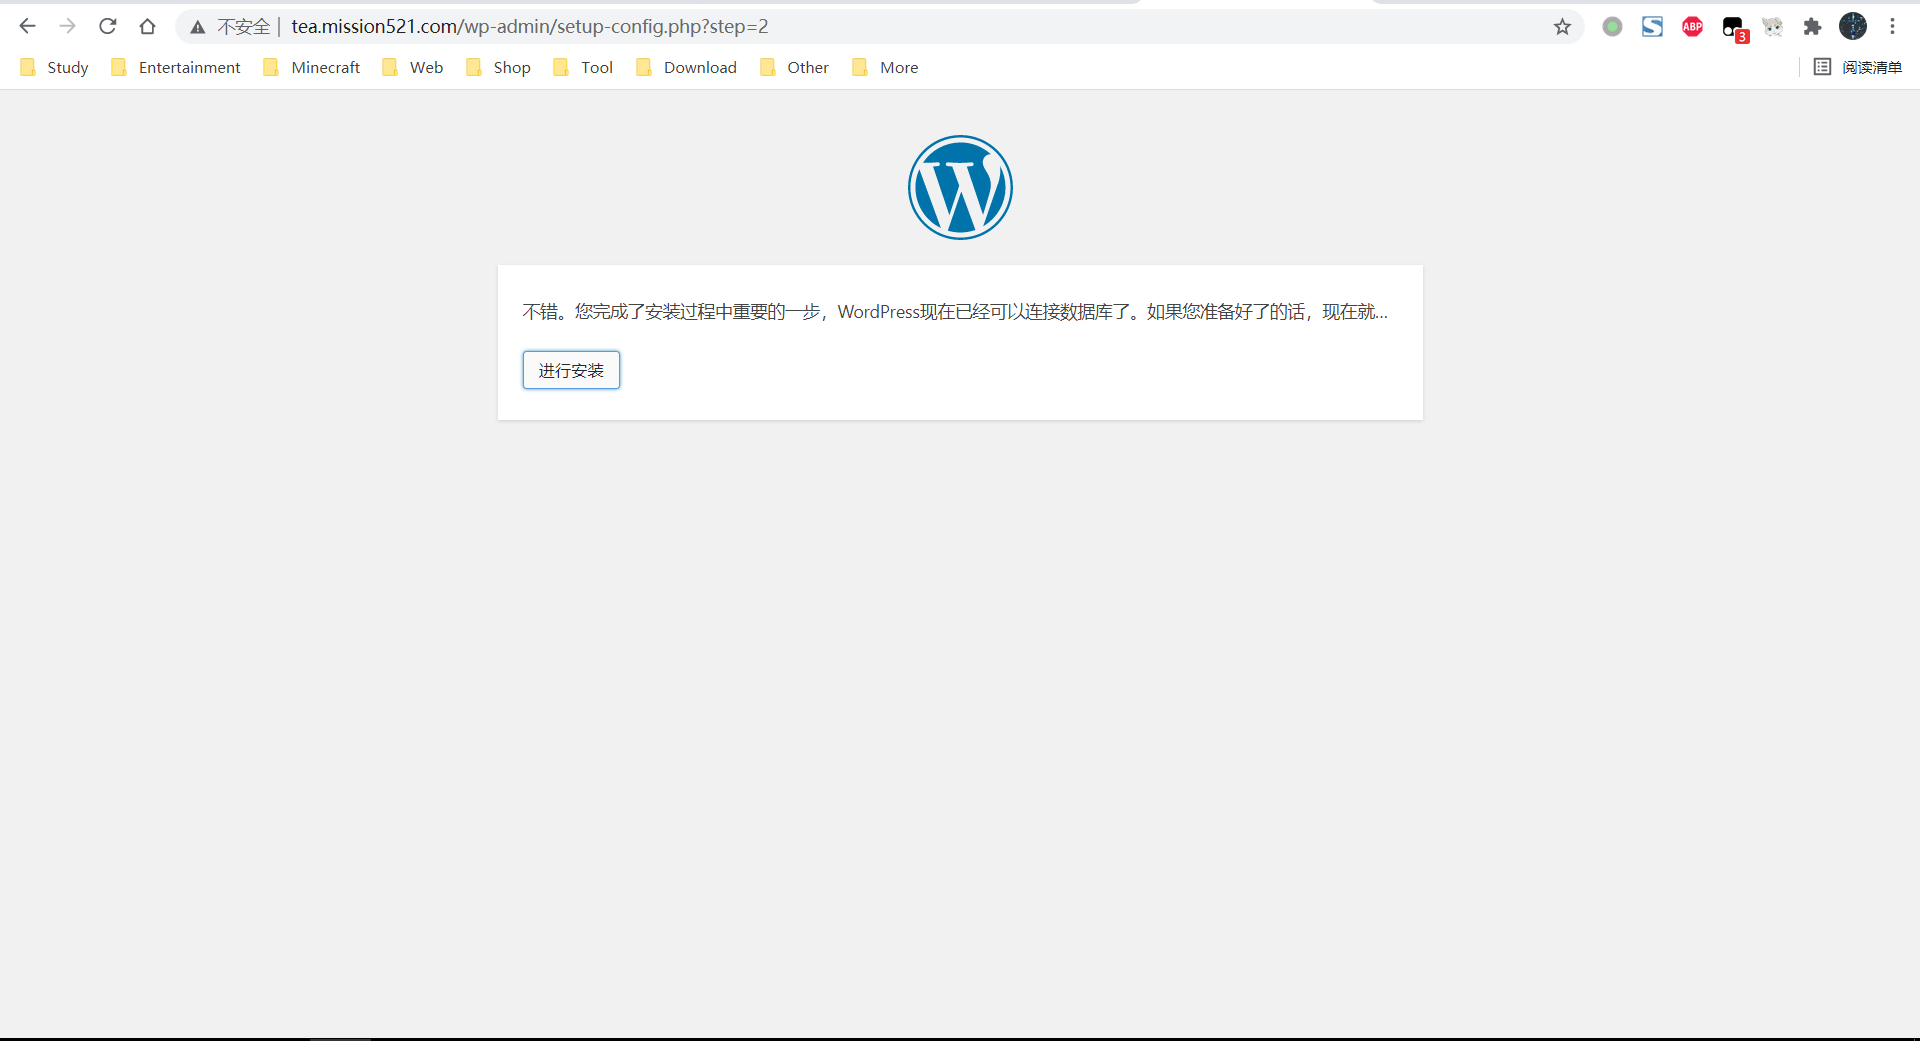 不安全 | tea.mission521.com/wp-admin/setup-config.php?step=2
ABP
3
Study Entertainment Minecraft Web Shop Tool Download Other More 阅读清单
W
不错。您完成了安装过程中重要的一步，WordPress现在已经可以连接数据库了。如果您准备好了的话，现在就...
进行安装